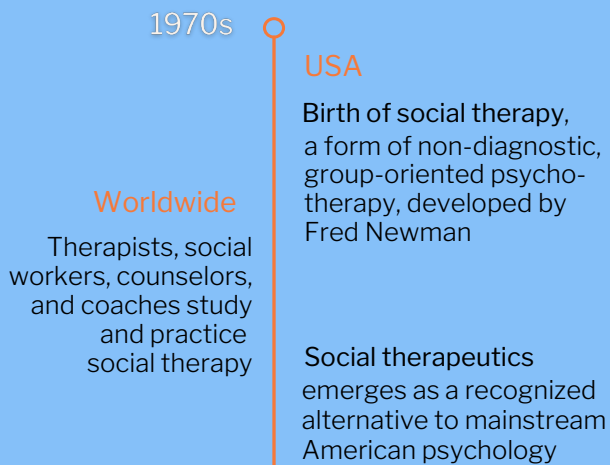 1970s
USA
Birth of social therapy,
a form of non-diagnostic,
group-oriented psycho-
therapy, developed by
Fred Newman
Worldwide
Therapists, social
workers, counselors,
and coaches study
and practice
social therapy
Social therapeutics
emerges as a recognized
alternative to mainstream
American psychology